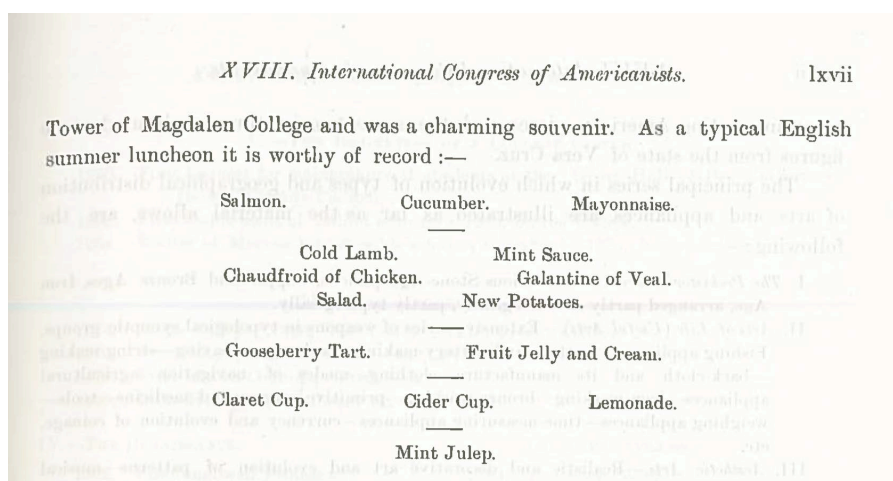 XVIII. International Congress of Americanists. lxvii
Tower of Magdalen College and was a charming souvenir. As a typical English
summer luncheon it is worthy of record :—
Salmon. Cucumber. Mayonnaise.
Cold Lamb. Mint Sauce.
Chaudfroid of Chicken. Galantine of Veal.
Salad. New Potatoes.
Gooseberry Tart. Fruit Jelly and Cream.
Claret Cup. Cider Cup. Lemonade.
Mint Julep.